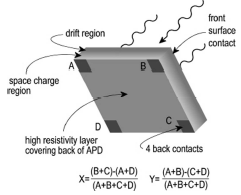 drift region
front
surface
contact
space charge
region
A
B
high resistivity layer
covering back of APD
D
C
4 back contacts
X= (B+C)-(A+D) / (A+B+C+D)
Y= (A+B)-(C+D) / (A+B+C+D)